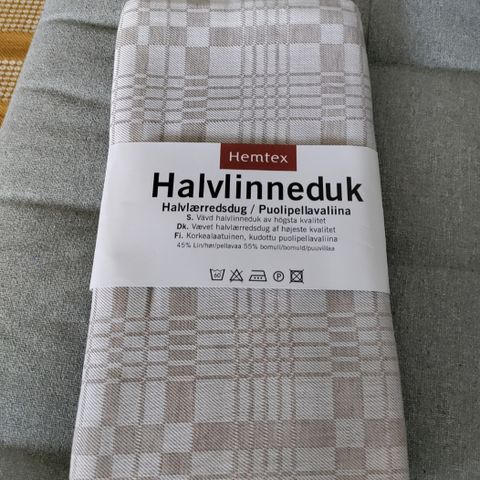 Hemtex
Halvlinneduk
Halvlærredsdug / Puolipellavaliina
S. Vävd halvlinneduk av högsta kvalitet
Dk. Vævet halvlærredsdug af højeste kvalitet
Fi. Korkealaatuinen, kudottu puolipellavaliina
45% Lin/hør/pellavaa 55% bomull/bomuld/puuvillaa
60 P